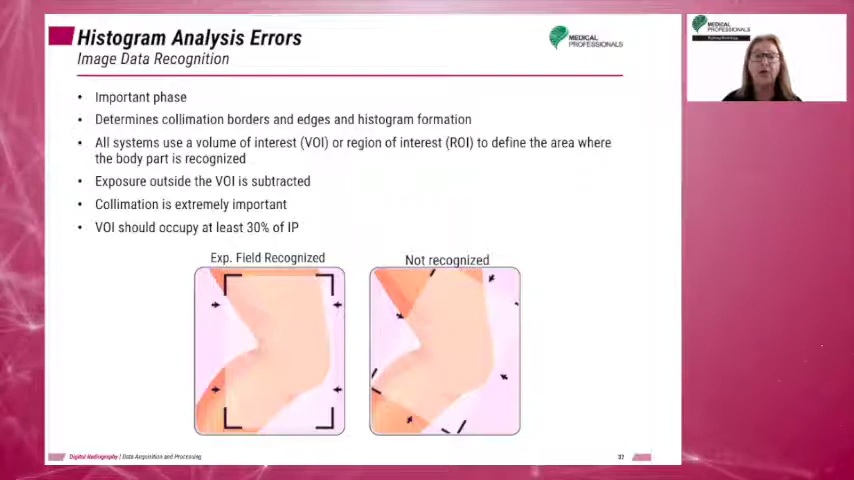 Histogram Analysis Errors
Image Data Recognition
MEDICAL
PROFESSIONALS
MEDICAL
PROFESSIONALS
• Important phase
• Determines collimation borders and edges and histogram formation
• All systems use a volume of interest (VOI) or region of interest (ROI) to define the area where
the body part is recognized
• Exposure outside the VOI is subtracted
• Collimation is extremely important
• VOI should occupy at least 30% of IP
Exp. Field Recognized
Not recognized
Digital Radiography | Data Acquisition and Processing